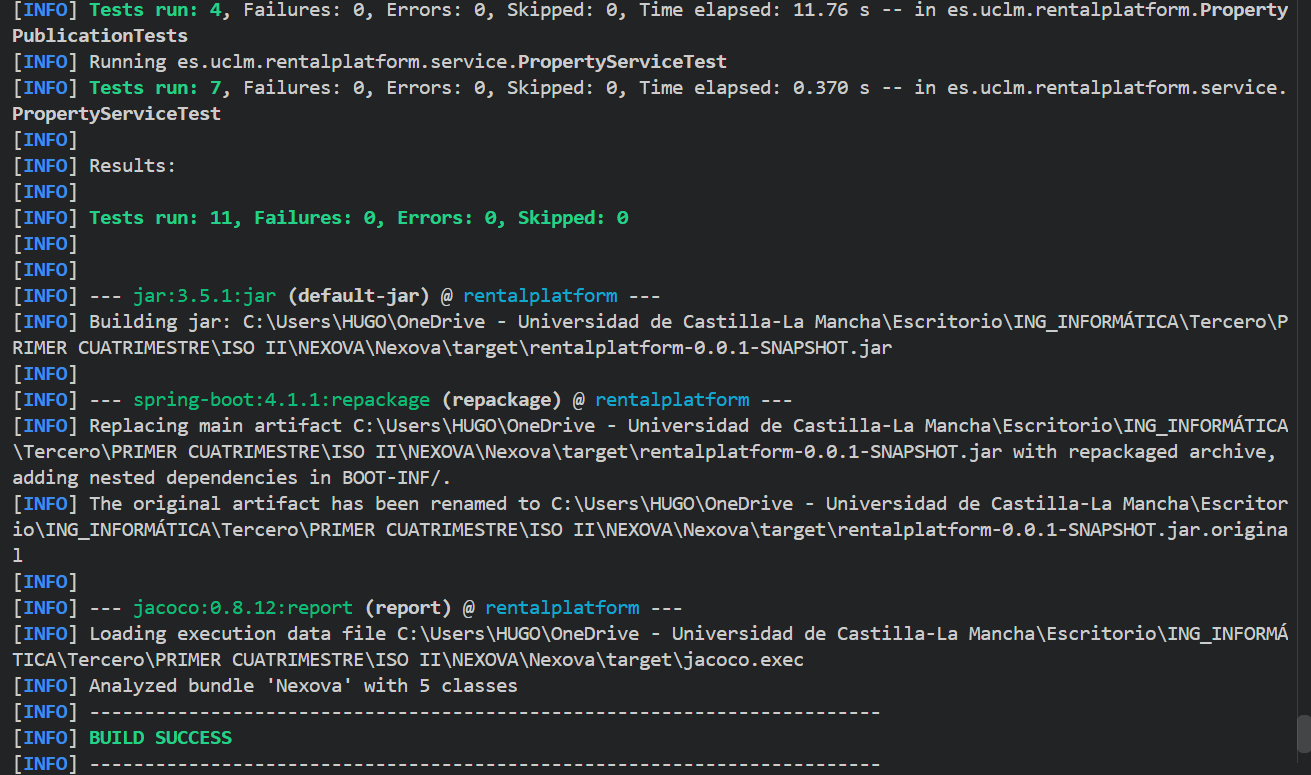 [INFO] Tests run: 4, Failures: 0, Errors: 0, Skipped: 0, Time elapsed: 11.76 s -- in es.uclm.rentalplatform.Property
PublicationTests
[INFO] Running es.uclm.rentalplatform.service.PropertyServiceTest
[INFO] Tests run: 7, Failures: 0, Errors: 0, Skipped: 0, Time elapsed: 0.370 s -- in es.uclm.rentalplatform.service.
PropertyServiceTest
[INFO]
[INFO] Results:
[INFO]
[INFO] Tests run: 11, Failures: 0, Errors: 0, Skipped: 0
[INFO]
[INFO]
[INFO] --- jar:3.5.1:jar (default-jar) @ rentalplatform ---
[INFO] Building jar: C:\Users\HUGO\OneDrive - Universidad de Castilla-La Mancha\Escritorio\ING_INFORMÁTICA\Tercero\P
RIMER CUATRIMESTRE\ISO II\NEXOVA\Nexova\target\rentalplatform-0.0.1-SNAPSHOT.jar
[INFO]
[INFO] --- spring-boot:4.1.1:repackage (repackage) @ rentalplatform ---
[INFO] Replacing main artifact C:\Users\HUGO\OneDrive - Universidad de Castilla-La Mancha\Escritorio\ING_INFORMÁTICA
\Tercero\PRIMER CUATRIMESTRE\ISO II\NEXOVA\Nexova\target\rentalplatform-0.0.1-SNAPSHOT.jar with repackaged archive,
adding nested dependencies in BOOT-INF/.
[INFO] The original artifact has been renamed to C:\Users\HUGO\OneDrive - Universidad de Castilla-La Mancha\Escritor
io\ING_INFORMÁTICA\Tercero\PRIMER CUATRIMESTRE\ISO II\NEXOVA\Nexova\target\rentalplatform-0.0.1-SNAPSHOT.jar.origina
l
[INFO]
[INFO] --- jacoco:0.8.12:report (report) @ rentalplatform ---
[INFO] Loading execution data file C:\Users\HUGO\OneDrive - Universidad de Castilla-La Mancha\Escritorio\ING_INFORMÁ
TICA\Tercero\PRIMER CUATRIMESTRE\ISO II\NEXOVA\Nexova\target\jacoco.exec
[INFO] Analyzed bundle 'Nexova' with 5 classes
[INFO] ------------------------------------------------------------------------
[INFO] BUILD SUCCESS
[INFO] ------------------------------------------------------------------------